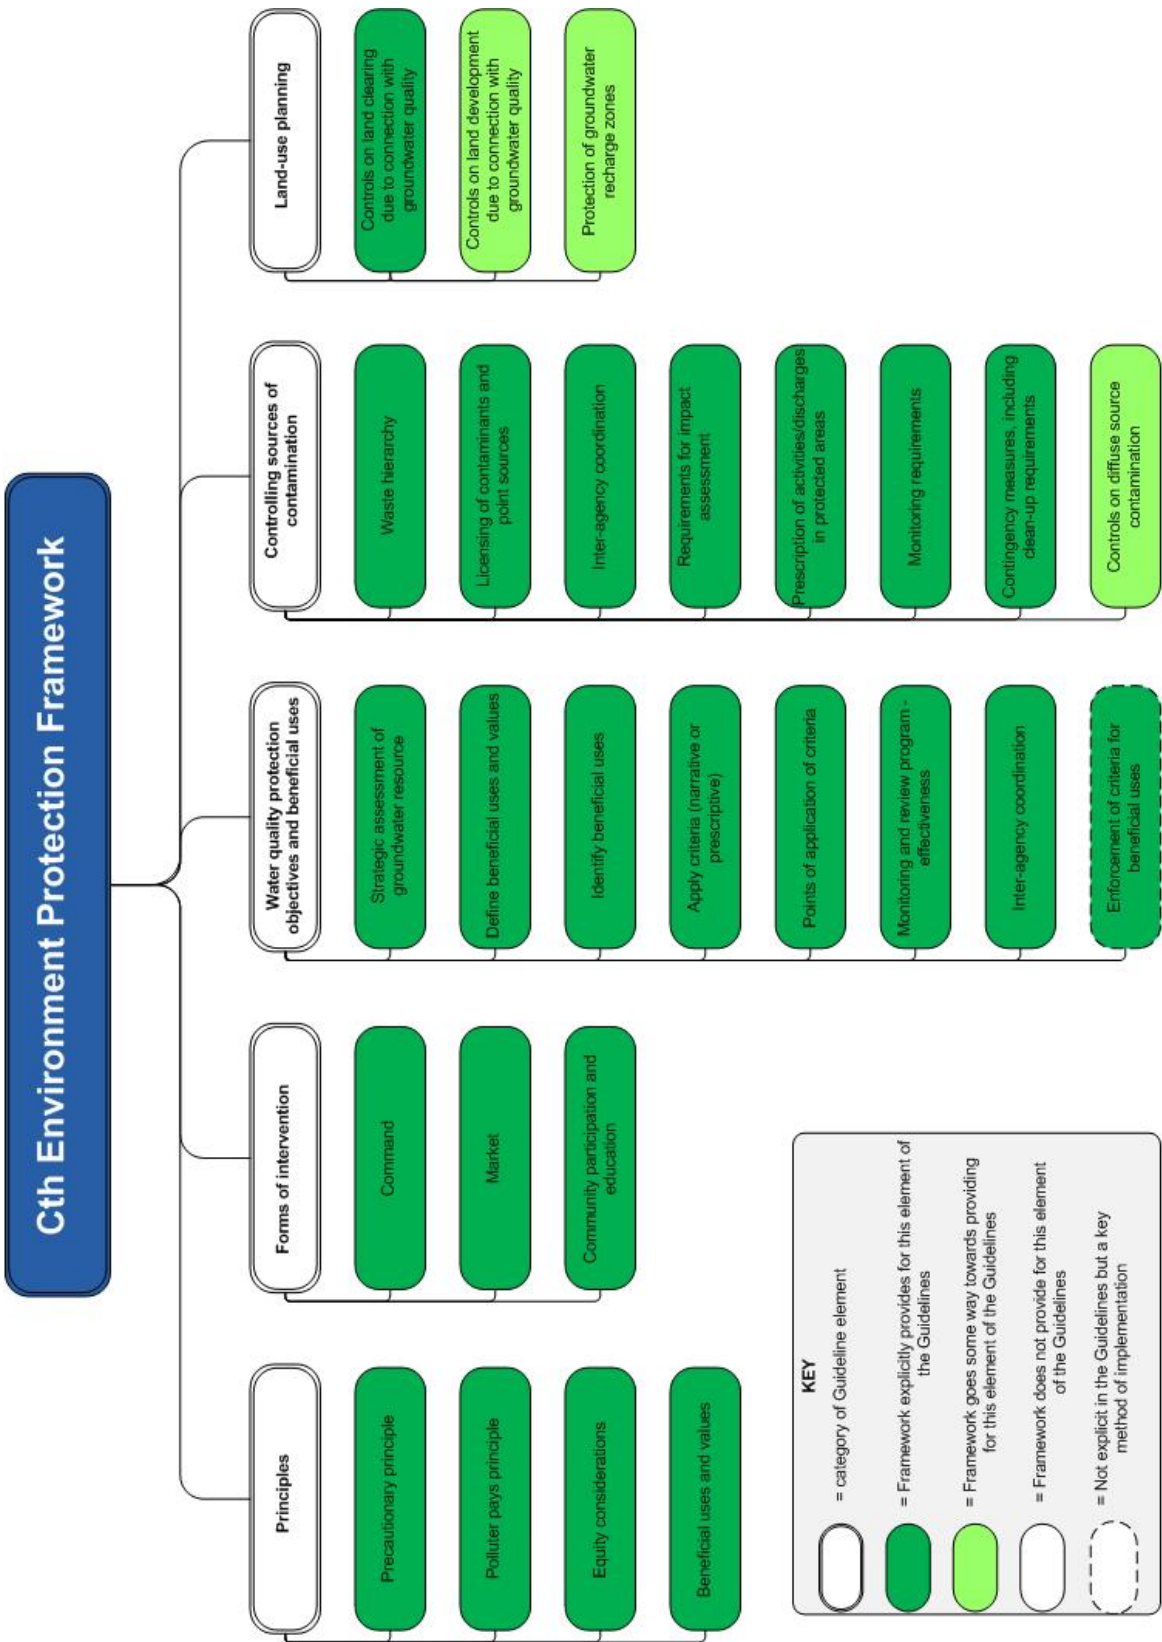 Cth Environment Protection Framework
Principles
Precautionary principle
Polluter pays principle
Equity considerations
Beneficial uses and values
Forms of intervention
Command
Market
Community participation and
education
Water quality protection
objectives and beneficial uses
Strategic assessment of
groundwater resource
Define beneficial uses and values
Identify beneficial uses
Apply criteria (narrative or
prescriptive)
Points of application of criteria
Monitoring and review program -
effectiveness
Inter-agency coordination
Enforcement of criteria for
beneficial uses
Controlling sources of
contamination
Waste hierarchy
Licensing of contaminants and
point sources
Inter-agency coordination
Requirements for impact
assessment
Prescription of activities/discharges
in protected areas
Monitoring requirements
Contingency measures, including
clean-up requirements
Controls on diffuse source
contamination
Land-use planning
Controls on land clearing
due to connection with
groundwater quality
Controls on land development
due to connection with
groundwater quality
Protection of groundwater
recharge zones
KEY
= category of Guideline element
= Framework explicitly provides for this element of
the Guidelines
= Framework goes some way towards providing
for this element of the Guidelines
= Framework does not provide for this element
of the Guidelines
= Not explicit in the Guidelines but a key
method of implementation